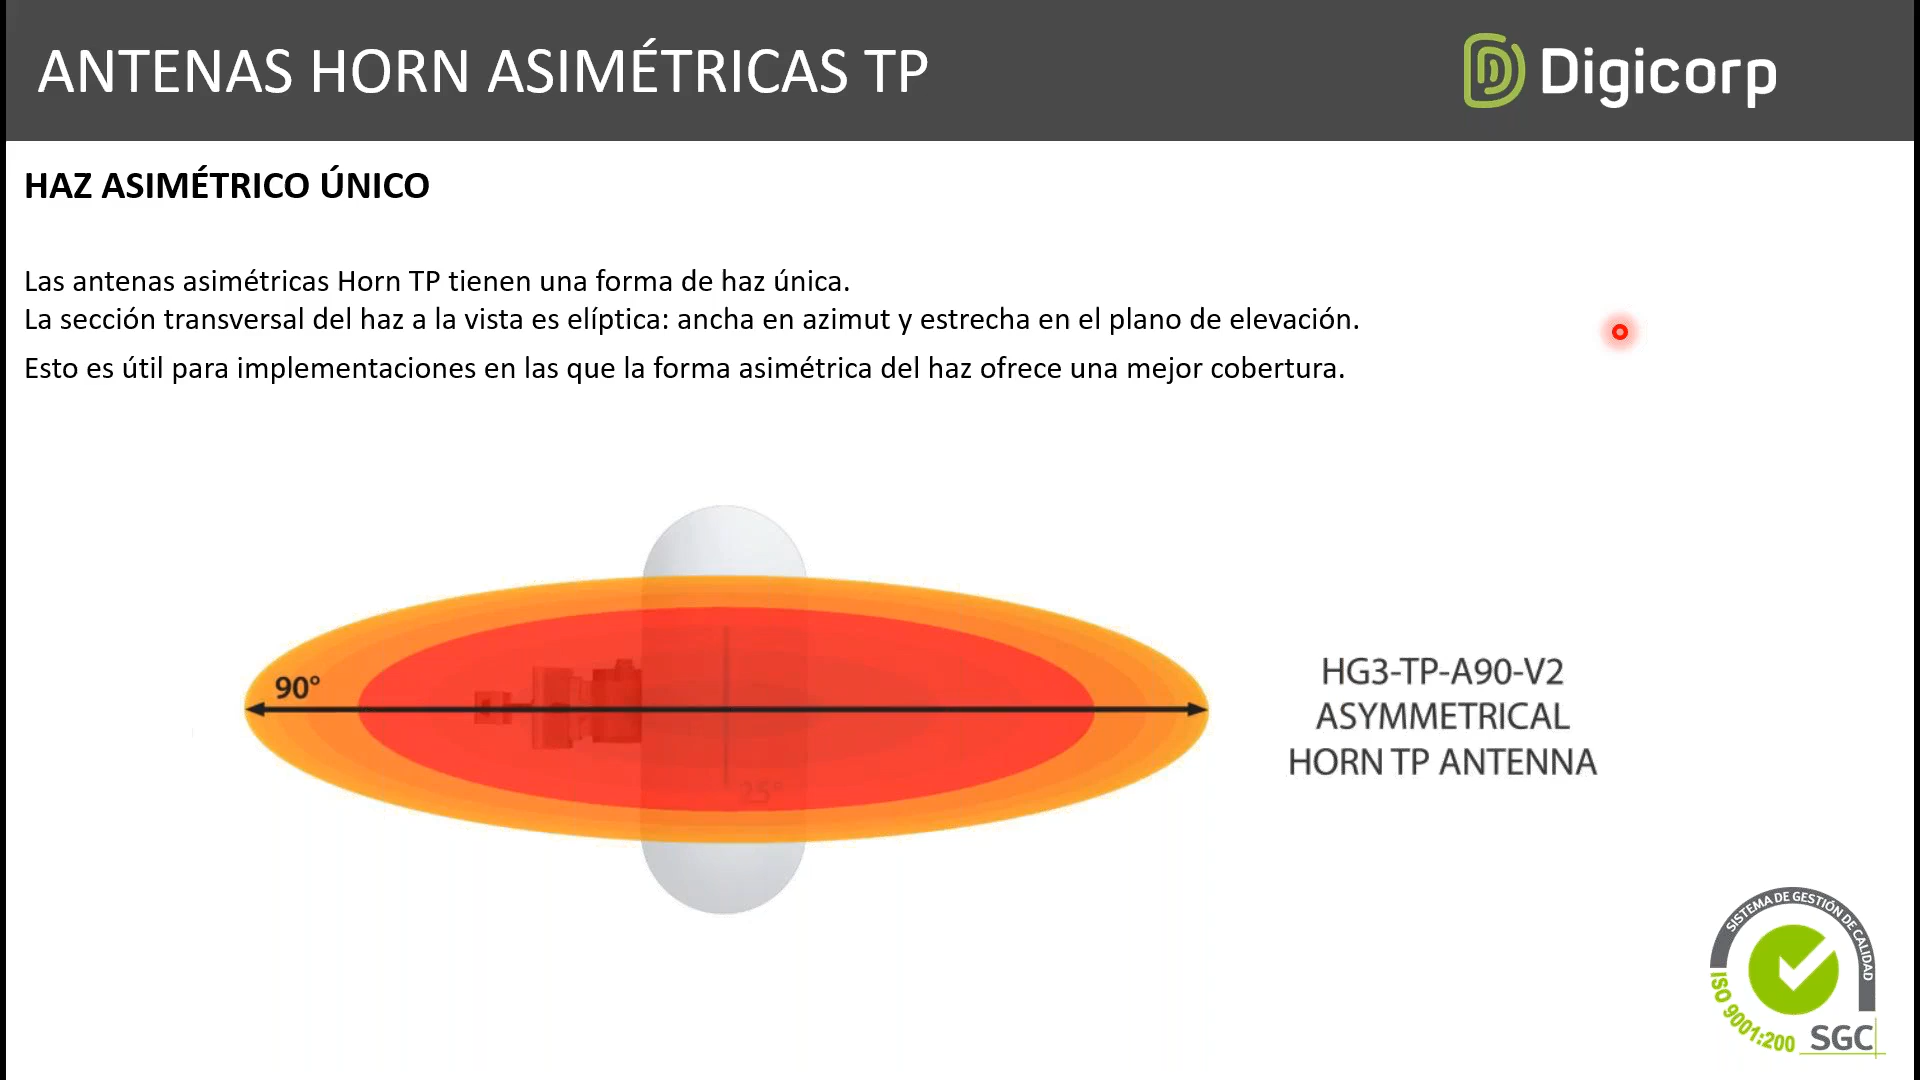 ANTENAS HORN ASIMÉTRICAS TP
Digicorp
HAZ ASIMÉTRICO ÚNICO
Las antenas asimétricas Horn TP tienen una forma de haz única.
La sección transversal del haz a la vista es elíptica: ancha en azimut y estrecha en el plano de elevación.
Esto es útil para implementaciones en las que la forma asimétrica del haz ofrece una mejor cobertura.
90°
25°
HG3-TP-A90-V2
ASYMMETRICAL
HORN TP ANTENNA
SISTEMA DE GESTIÓN DE CALIDAD
ISO 9001:200
SGC